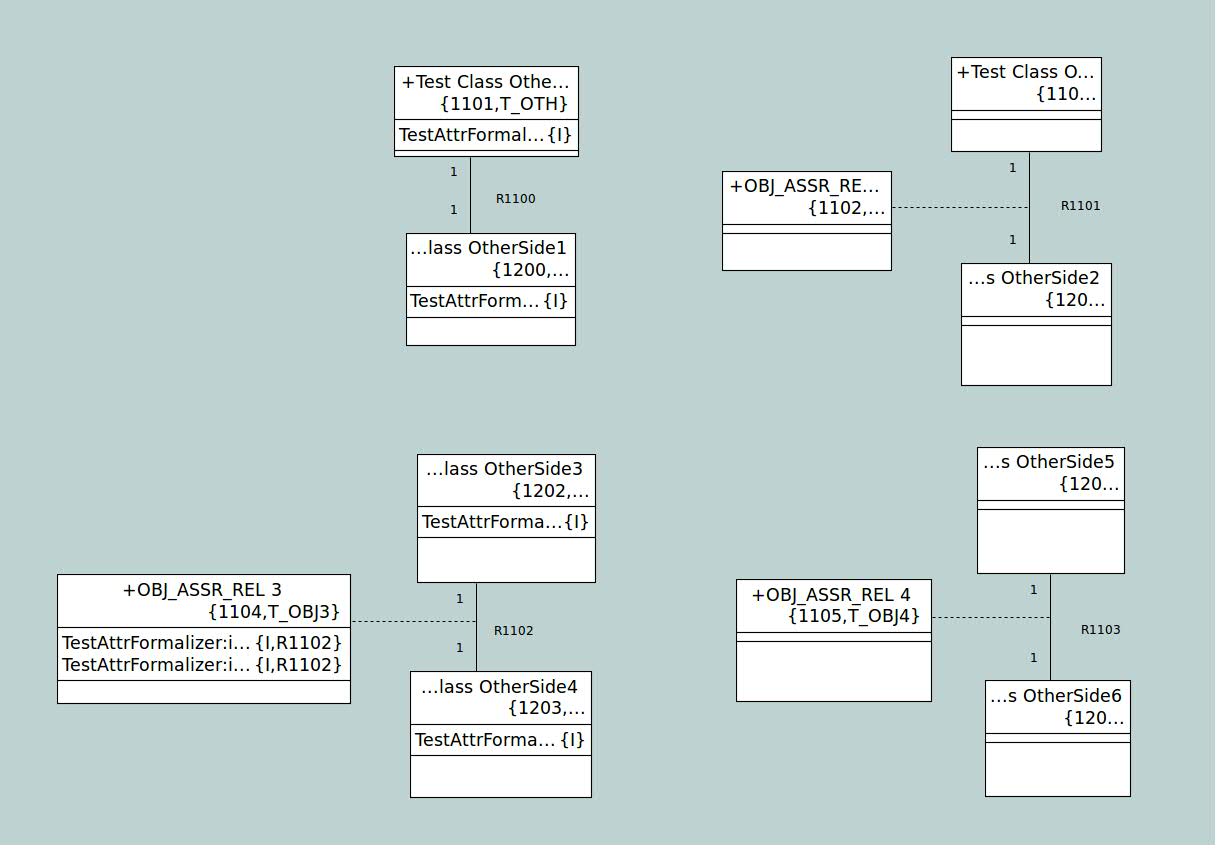 +Test Class Othe...
{1101,T_OTH}
TestAttrFormal... {I}
1
R1100
1
...lass OtherSide1
{1200,...
TestAttrForm... {I}
+Test Class O...
{110...
1
+OBJ_ASSR_RE...
{1102,...
R1101
1
...s OtherSide2
{120...
...lass OtherSide3
{1202,...
TestAttrForma... {I}
+OBJ_ASSR_REL 3
{1104,T_OBJ3}
TestAttrFormalizer:i... {I,R1102}
TestAttrFormalizer:i... {I,R1102}
1
R1102
1
...lass OtherSide4
{1203,...
TestAttrForma... {I}
...s OtherSide5
{120...
+OBJ_ASSR_REL 4
{1105,T_OBJ4}
1
R1103
1
...s OtherSide6
{120...